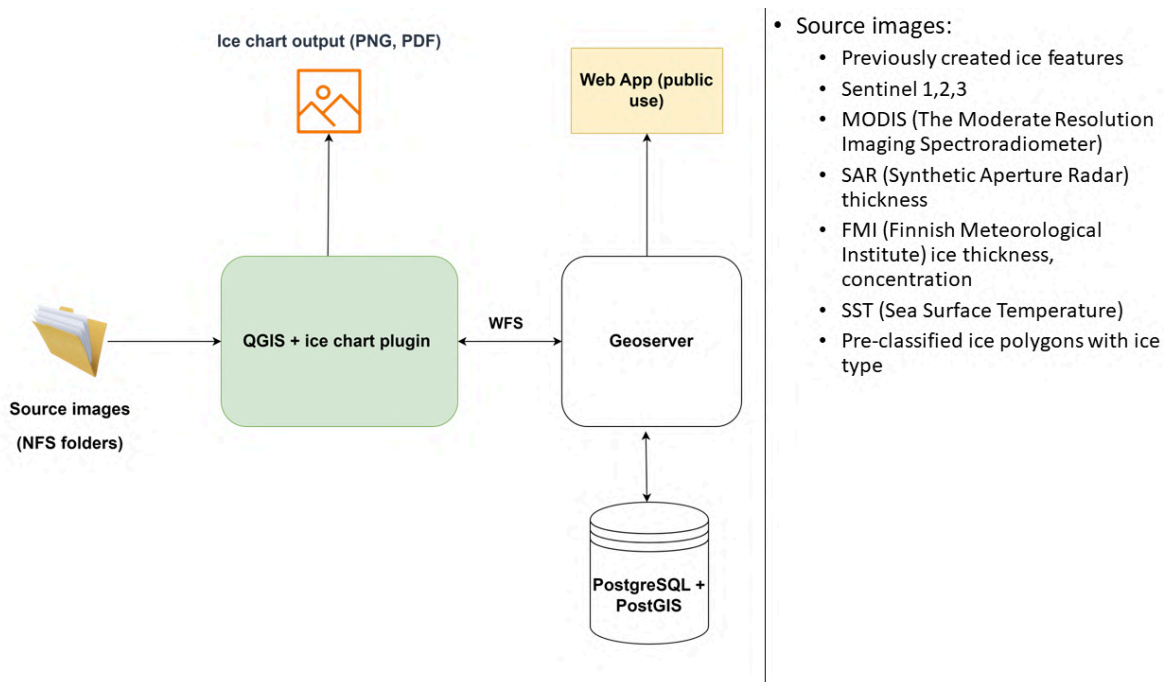 Ice chart output (PNG, PDF)
Web App (public
use)
QGIS + ice chart plugin
WFS
Geoserver
Source images
(NFS folders)
PostgreSQL +
PostGIS
• Source images:
• Previously created ice features
• Sentinel 1,2,3
• MODIS (The Moderate Resolution
Imaging Spectroradiometer)
• SAR (Synthetic Aperture Radar)
thickness
• FMI (Finnish Meteorological
Institute) ice thickness,
concentration
• SST (Sea Surface Temperature)
• Pre-classified ice polygons with ice
type